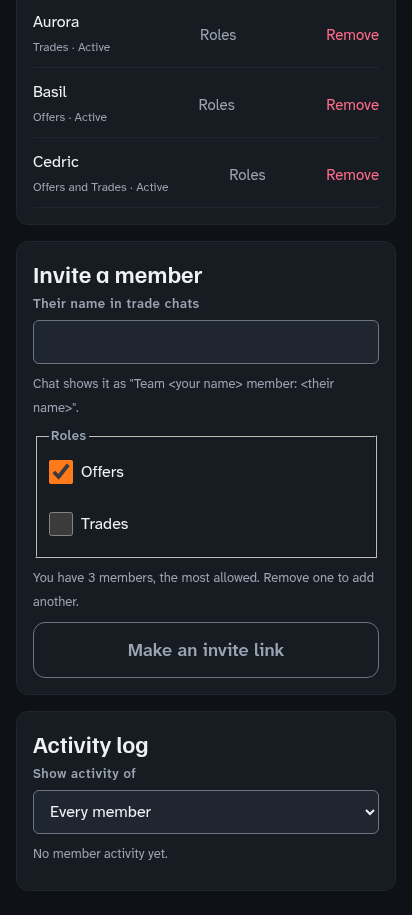 Aurora
Trades · Active
Roles
Remove
Basil
Offers · Active
Roles
Remove
Cedric
Offers and Trades · Active
Roles
Remove
Invite a member
Their name in trade chats
Chat shows it as "Team <your name> member: <their
name>".
Roles
Offers
Trades
You have 3 members, the most allowed. Remove one to add
another.
Make an invite link
Activity log
Show activity of
Every member
No member activity yet.